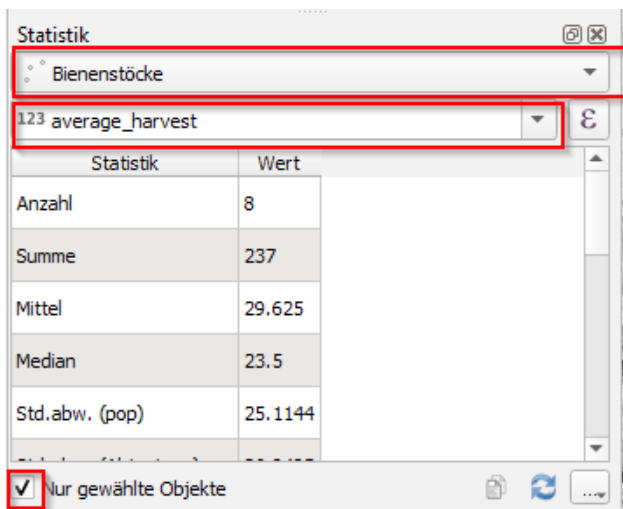 Statistik
Bienenstöcke
123 average_harvest
ε
Statistik Wert
Anzahl 8
Summe 237
Mittel 29.625
Median 23.5
Std.abw. (pop) 25.1144
Nur gewählte Objekte
...